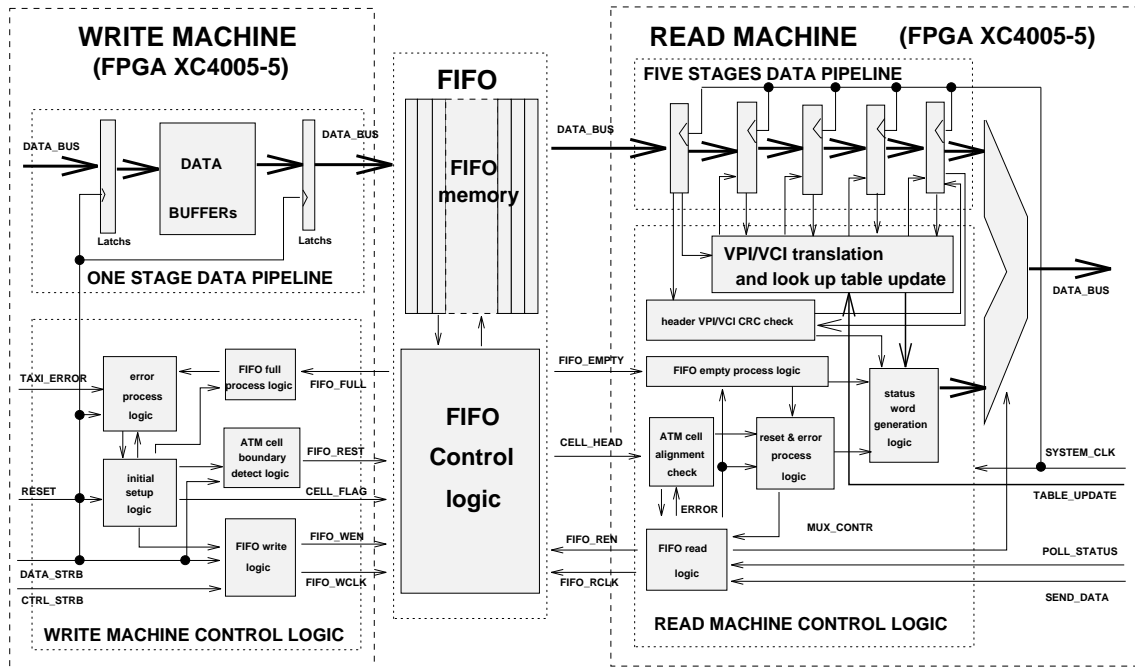 WRITE MACHINE
(FPGA XC4005-5)
DATA_BUS
DATA
BUFFERs
Latchs
Latchs
DATA_BUS
ONE STAGE DATA PIPELINE
TAXI_ERROR
error
process
logic
FIFO full
process logic
FIFO_FULL
ATM cell
boundary
detect logic
FIFO_REST
RESET
initial
setup
logic
CELL_FLAG
FIFO write
logic
FIFO_WEN
DATA_STRB
FIFO_WCLK
CTRL_STRB
WRITE MACHINE CONTROL LOGIC
FIFO
FIFO
memory
FIFO
Control
logic
READ MACHINE
(FPGA XC4005-5)
FIVE STAGES DATA PIPELINE
DATA_BUS
VPI/VCI translation
and look up table update
DATA_BUS
header VPI/VCI CRC check
FIFO_EMPTY
FIFO empty process logic
status
word
generation
logic
CELL_HEAD
ATM cell
alignment
check
reset & error
process
logic
SYSTEM_CLK
TABLE_UPDATE
ERROR
MUX_CONTR
FIFO_REN
FIFO read
logic
POLL_STATUS
FIFO_RCLK
SEND_DATA
READ MACHINE CONTROL LOGIC